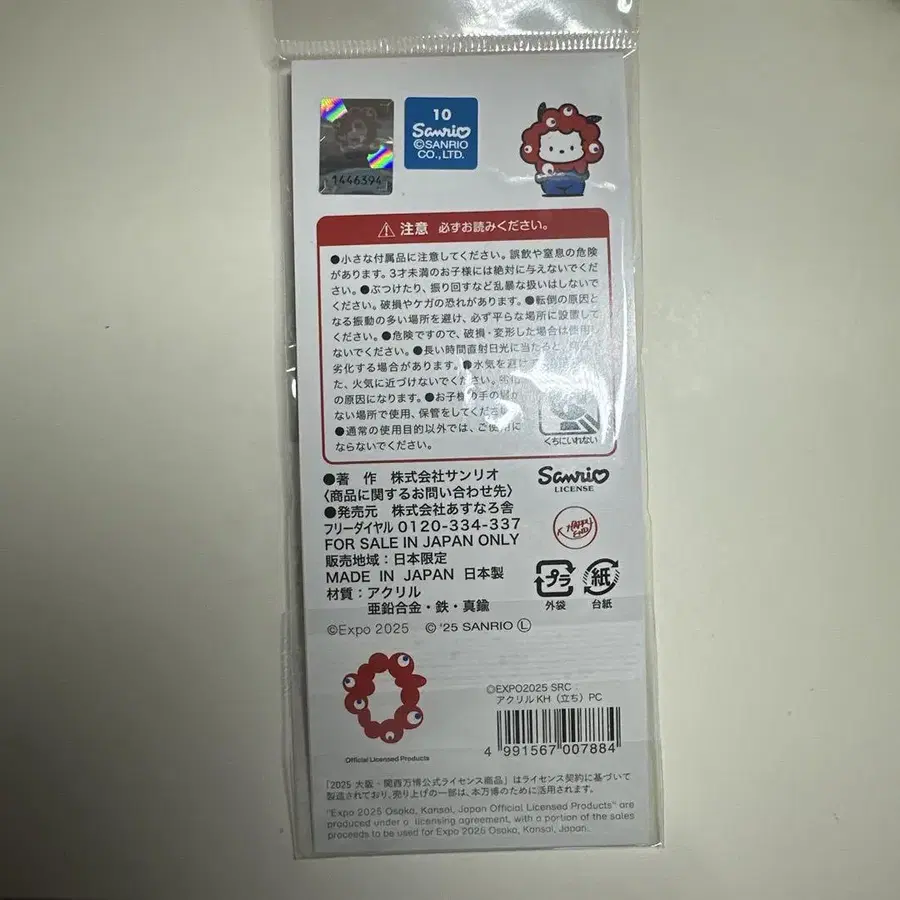 1446394
10
Sanrio
©SANRIO
CO.,LTD.
注意 必ずお読みください。
●小さな付属品に注意してください。誤飲や窒息の危険
があります。3才未満のお子様には絶対に与えないでくだ
さい。●ぶつけたり、振り回すなど乱暴な扱いはしないで
ください。破損やケガの恐れがあります。●転倒の原因と
なる振動の多い場所を避け、必ず平らな場所に設置して
ください。●危険ですので、破損・変形した場合は使用し
ないでください。●長い時間直射日光に当たると、
劣化する場合があります。●水気を避け
た、火気に近づけないでください。劣化
の原因になります。●お子様の手の届か
ない場所で使用、保管をしてください
●通常の使用目的以外では、ご使用に
ならないでください。
くちにいれない
●著 作 株式会社サンリオ
〈商品に関するお問い合わせ先〉
●発売元 株式会社あすなろ舎
フリーダイヤル 0120-334-337
FOR SALE IN JAPAN ONLY
販売地域：日本限定
MADE IN JAPAN 日本製
材質：アクリル
亜鉛合金・鉄・真鍮
Sanrio
LICENSE
HAPPY
END
プラ
外袋
紙
台紙
©Expo 2025 © '25 SANRIO Ⓛ
Official Licensed Products
©EXPO2025 SRC：
アクリルKH（立ち）PC
4 991567 007884
「2025 大阪・関西万博公式ライセンス商品」はライセンス契約に基づいて
製造されており、売り上げの一部は、本万博のために活用されます。
"Expo 2025 Osaka, Kansai, Japan Official Licensed Products" are
produced under a licensing agreement, with a portion of the sales
proceeds to be used for Expo 2025 Osaka, Kansai, Japan.